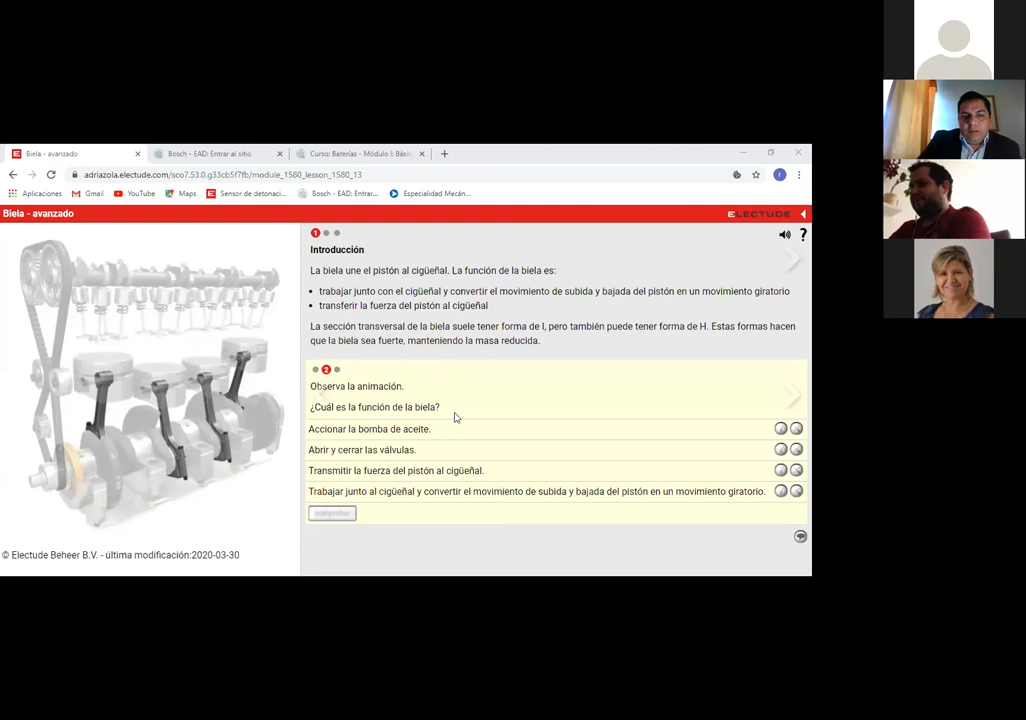 Biela - avanzado
Bosch - EAD: Entrar al sitio
Curso: Baterías - Módulo I: Básic
adriazola.electude.com/sco7.53.0.g33cb5f7fb/module_1580_lesson_1580_13
Aplicaciones
Gmail
YouTube
Maps
Sensor de detonaci...
Bosch - EAD: Entrar...
Especialidad Mecán...
Biela - avanzado
ELECTUDE
1
?
Introducción
La biela une el pistón al cigüeñal. La función de la biela es:
• trabajar junto con el cigüeñal y convertir el movimiento de subida y bajada del pistón en un movimiento giratorio
• transferir la fuerza del pistón al cigüeñal
La sección transversal de la biela suele tener forma de I, pero también puede tener forma de H. Estas formas hacen
que la biela sea fuerte, manteniendo la masa reducida.
2
Observa la animación.
¿Cuál es la función de la biela?
Accionar la bomba de aceite.
Abrir y cerrar las válvulas.
Transmitir la fuerza del pistón al cigüeñal.
Trabajar junto al cigüeñal y convertir el movimiento de subida y bajada del pistón en un movimiento giratorio.
comprobar
© Electude Beheer B.V. - última modificación:2020-03-30